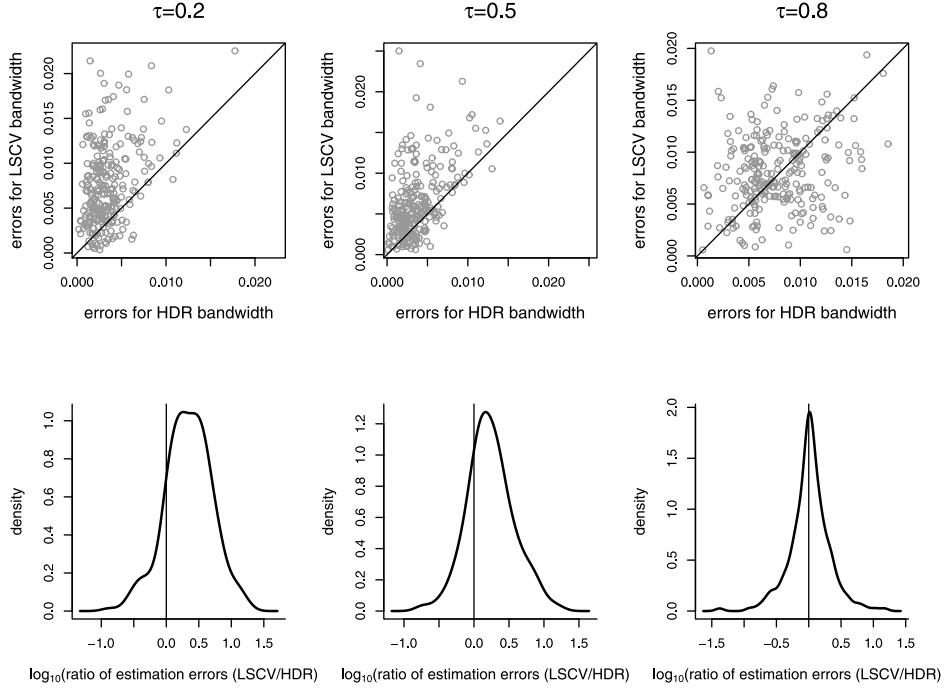 τ=0.2
τ=0.5
τ=0.8
errors for LSCV bandwidth
0.000 0.005 0.010 0.015 0.020
0.000 0.010 0.020
errors for HDR bandwidth
errors for LSCV bandwidth
0.000 0.010 0.020
0.000 0.010 0.020
errors for HDR bandwidth
errors for LSCV bandwidth
0.000 0.005 0.010 0.015 0.020
0.000 0.005 0.010 0.015 0.020
errors for HDR bandwidth
density
0.0 0.2 0.4 0.6 0.8 1.0
−1.0 0.0 0.5 1.0 1.5
log₁₀(ratio of estimation errors (LSCV/HDR)
density
0.0 0.2 0.4 0.6 0.8 1.0 1.2
−1.0 0.0 0.5 1.0 1.5
log₁₀(ratio of estimation errors (LSCV/HDR)
density
0.0 0.5 1.0 1.5 2.0
−1.5 −0.5 0.5 1.0 1.5
log₁₀(ratio of estimation errors (LSCV/HDR)